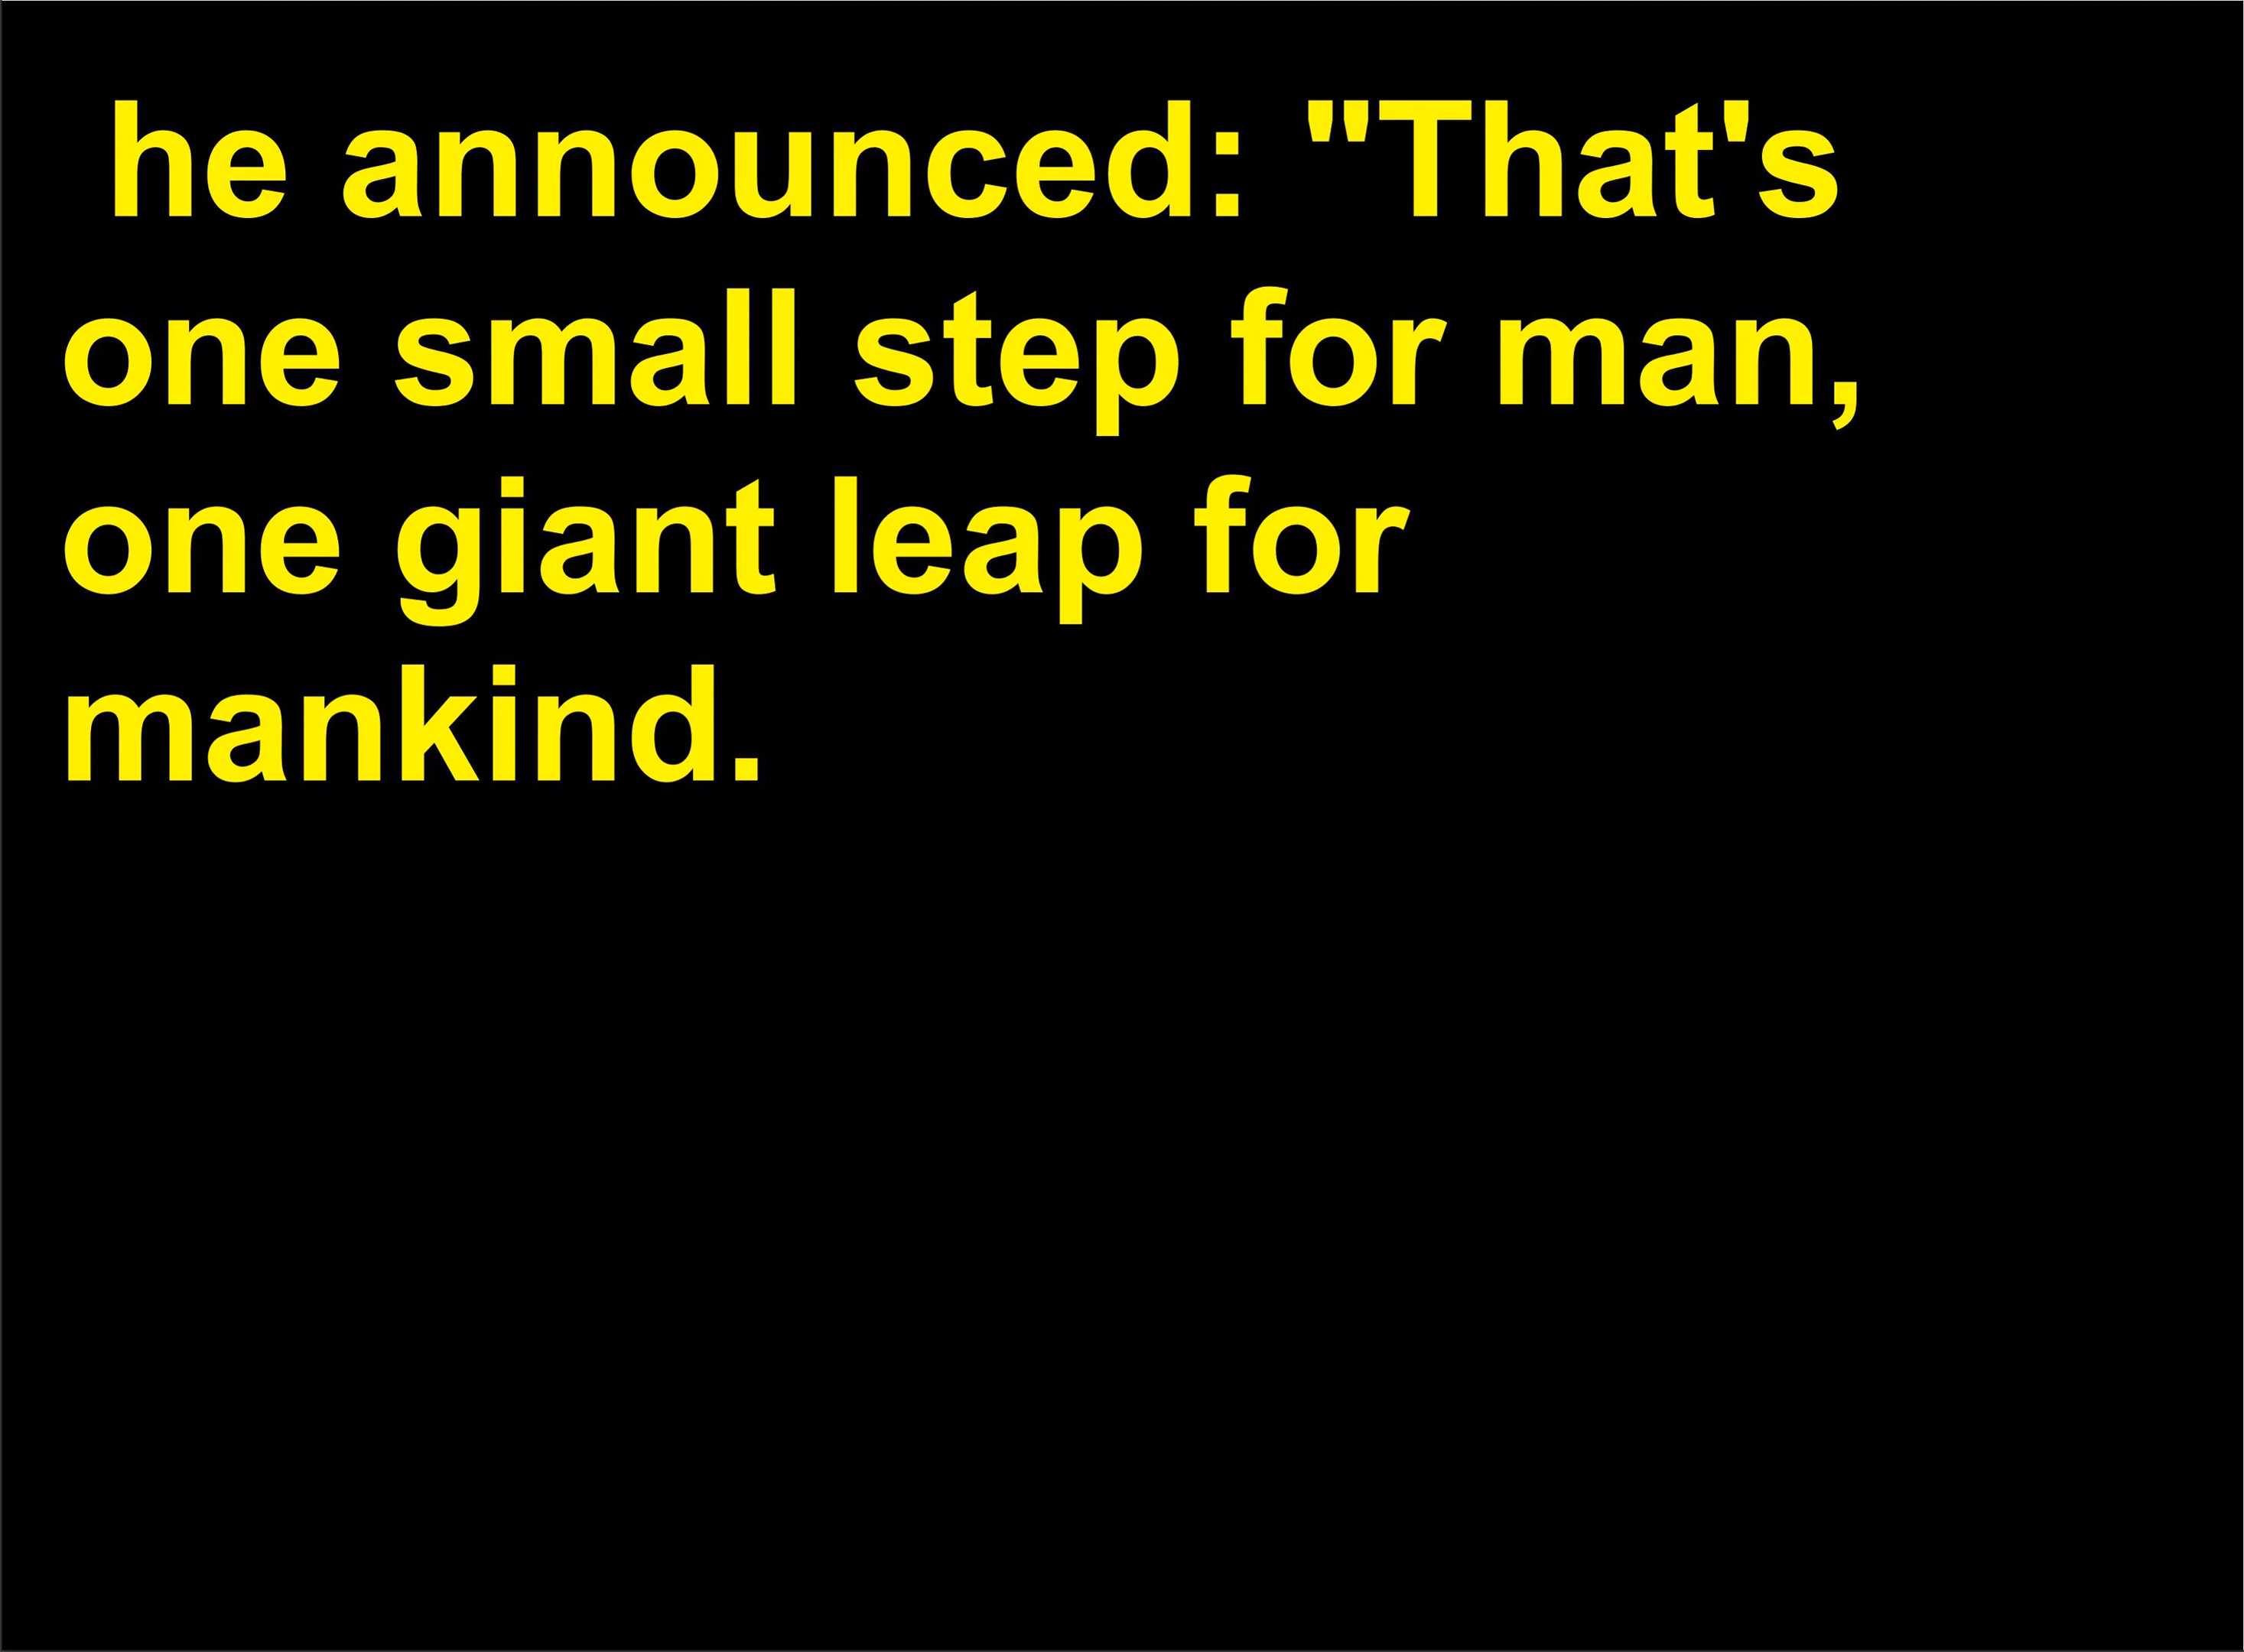 he announced: "That's
one small step for man,
one giant leap for
mankind.